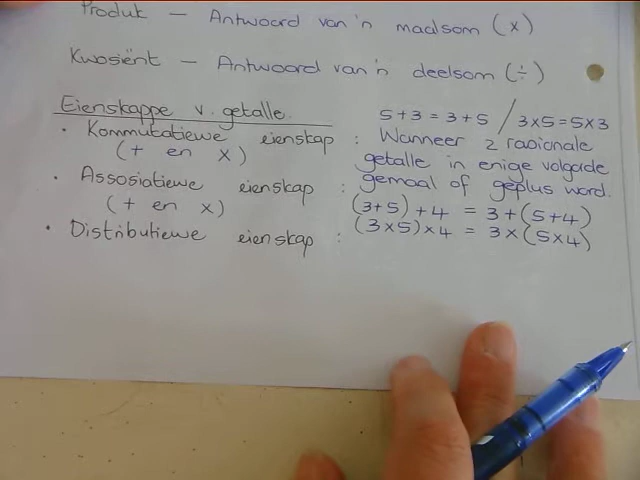 Produk – Antwoord van 'n maalsom (x)
Kwosiënt – Antwoord van 'n deelsom (÷)
Eienskappe v. getalle.
5+3 = 3+5 / 3x5 = 5x3
• Kommutatiewe eienskap : Wanneer 2 rasionale
(+ en x) getalle in enige volgorde
• Assosiatiewe eienskap : gemaal of geplus word.
(+ en x) (3+5)+4 = 3+(5+4)
• Distributiewe eienskap : (3x5)x4 = 3x(5x4)